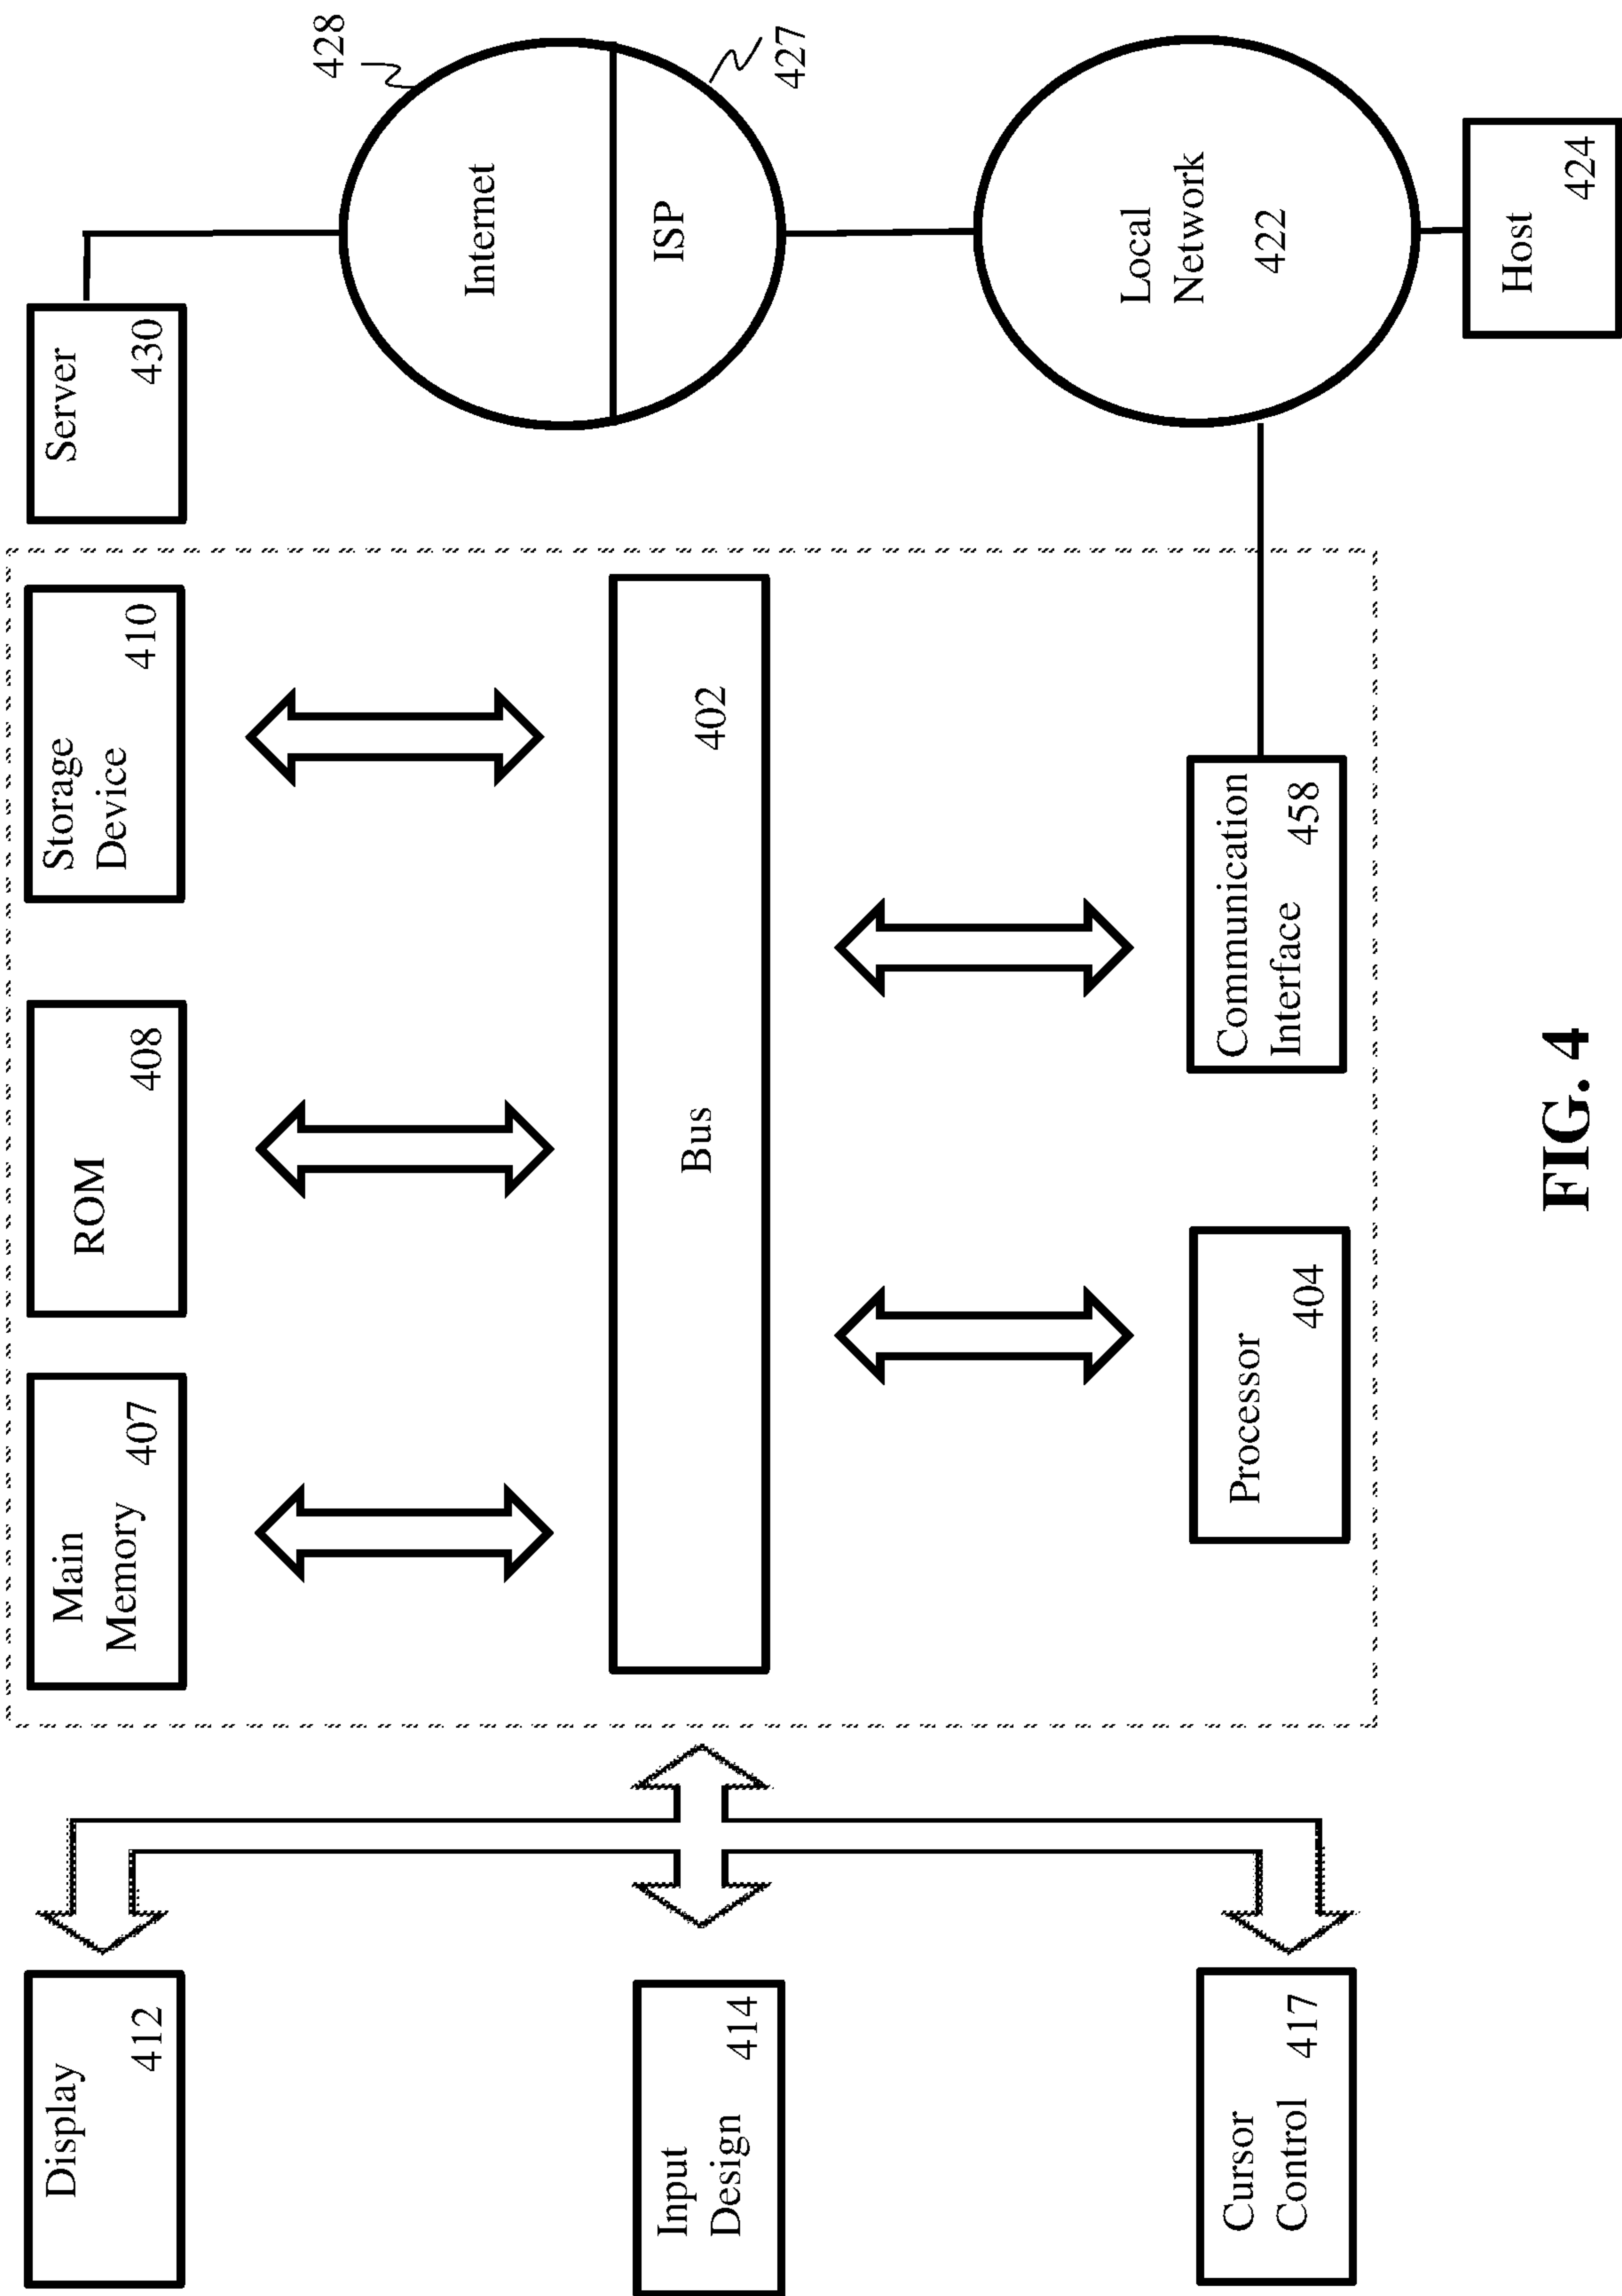 Display
412
Main
Memory 407
ROM
408
Storage
Device
410
Server
430
428
Internet
ISP
427
Input
Design
414
Bus
402
Local
Network
422
Cursor
Control
417
Processor
404
Communication
Interface
458
Host
424
FIG. 4